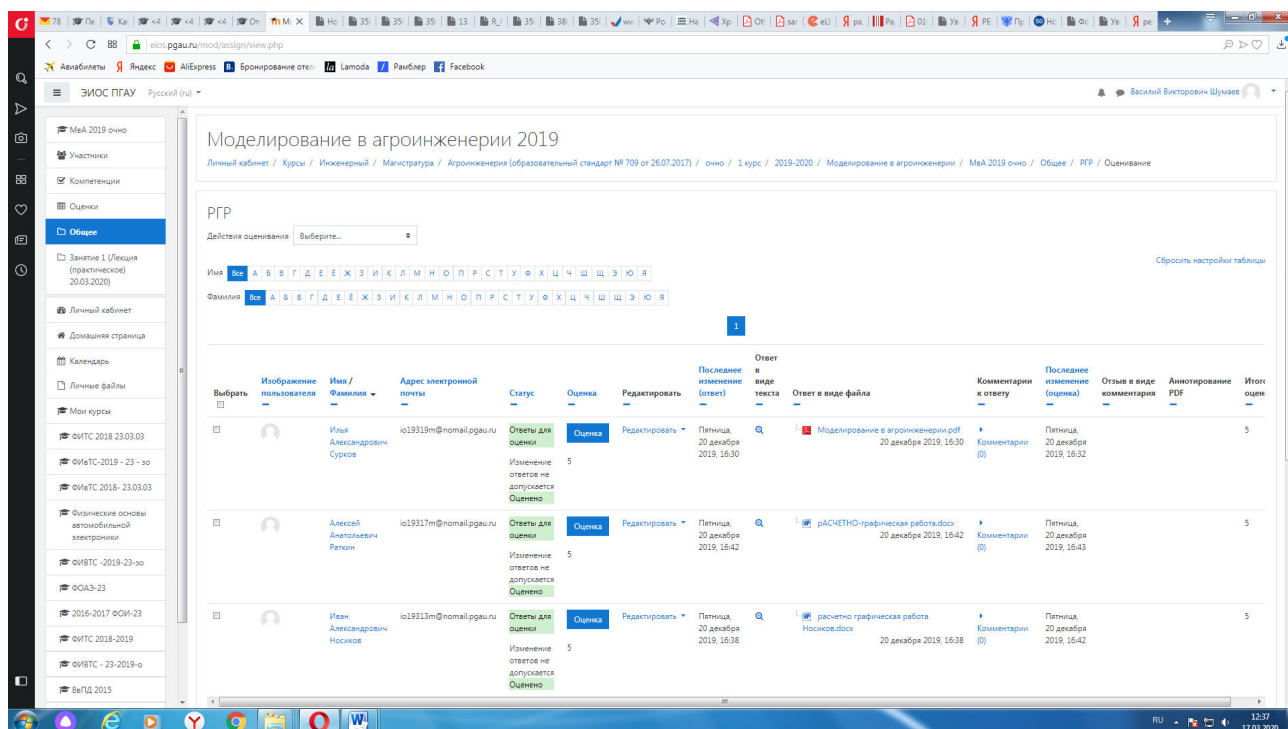 eios.pgau.ru/mod/assign/view.php
Авиабилеты Яндекс AliExpress Бронирование отел Lamoda Рамблер Facebook
ЭИОС ПГАУ Русский (ru)
Василий Викторович Шумаев
МвА 2019 очно
Участники
Компетенции
Оценки
Общее
Занятие 1 (Лекция
(практическое)
20.03.2020)
Личный кабинет
Домашняя страница
Календарь
Личные файлы
Мои курсы
ФИТС 2018 23.03.03
ФИвТС-2019 - 23 - зо
ФИвТС 2018- 23.03.03
Физические основы
автомобильной
электроники
ФИВТС -2019-23-зо
ФОАЭ-23
2016-2017 ФОИ-23
ФИТС 2018-2019
ФИВТС - 23-2019-о
ВвПД 2015
Моделирование в агроинженерии 2019
Личный кабинет / Курсы / Инженерный / Магистратура / Агроинженерия (образовательный стандарт № 709 от 26.07.2017) / очно / 1 курс / 2019-2020 / Моделирование в агроинженерии / МвА 2019 очно / Общее / РГР / Оценивание
РГР
Действия оценивания Выберите...
Сбросить настройки таблицы
Имя Все А Б В Г Д Е Ё Ж З И К Л М Н О П Р С Т У Ф Х Ц Ч Ш Щ Э Ю Я
Фамилия Все А Б В Г Д Е Ё Ж З И К Л М Н О П Р С Т У Ф Х Ц Ч Ш Щ Э Ю Я
1
Выбрать
Изображение
пользователя
Имя /
Фамилия
Адрес электронной
почты
Статус
Оценка
Редактировать
Последнее
изменение
(ответ)
Ответ
в
виде
текста
Ответ в виде файла
Комментарии
к ответу
Последнее
изменение
(оценка)
Отзыв в виде
комментария
Аннотирование
PDF
Итого
оцен
Илья
Александрович
Сурков
io19319m@nomail.pgau.ru
Ответы для
оценки
Изменение
ответов не
допускается
Оценено
Оценка
5
Редактировать
Пятница,
20 декабря
2019, 16:30
Моделирование в агроинженерии.pdf
20 декабря 2019, 16:30
Комментарии
(0)
Пятница,
20 декабря
2019, 16:32
5
Алексей
Анатольевич
Раткин
io19317m@nomail.pgau.ru
Ответы для
оценки
Изменение
ответов не
допускается
Оценено
Оценка
5
Редактировать
Пятница,
20 декабря
2019, 16:42
рАСЧЕТНО-графическая работа.docx
20 декабря 2019, 16:42
Комментарии
(0)
Пятница,
20 декабря
2019, 16:43
5
Иван
Александрович
Носиков
io19313m@nomail.pgau.ru
Ответы для
оценки
Изменение
ответов не
допускается
Оценено
Оценка
5
Редактировать
Пятница,
20 декабря
2019, 16:38
расчетно графическая работа
Носиков.docx
20 декабря 2019, 16:38
Комментарии
(0)
Пятница,
20 декабря
2019, 16:42
5
RU
12:37
17.03.2020